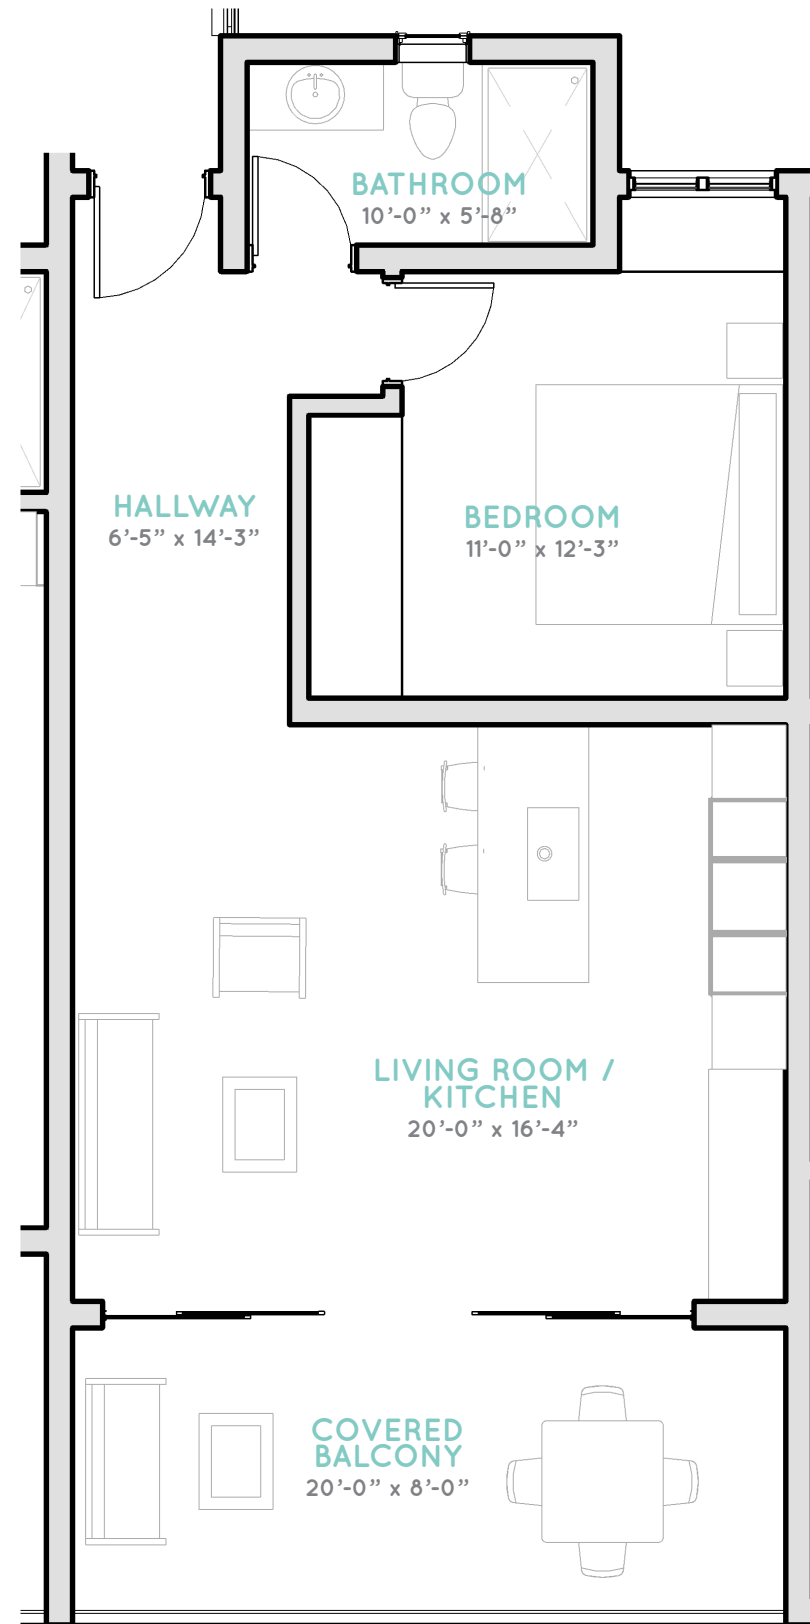 BATHROOM
10’-0” x 5’-8”
HALLWAY
6’-5” x 14’-3”
BEDROOM
11’-0” x 12’-3”
LIVING ROOM /
KITCHEN
20’-0” x 16’-4”
COVERED
BALCONY
20’-0” x 8’-0”